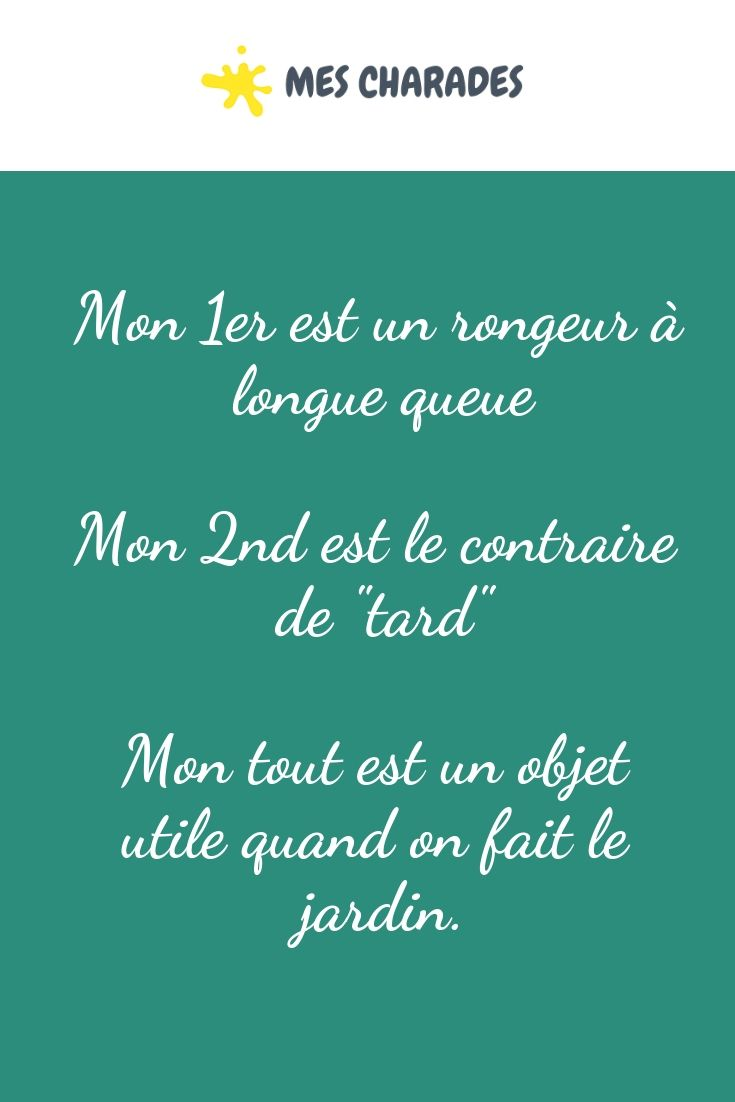 MES CHARADES
Mon 1er est un rongeur à
longue queue
Mon 2nd est le contraire
de "tard"
Mon tout est un objet
utile quand on fait le
jardin.